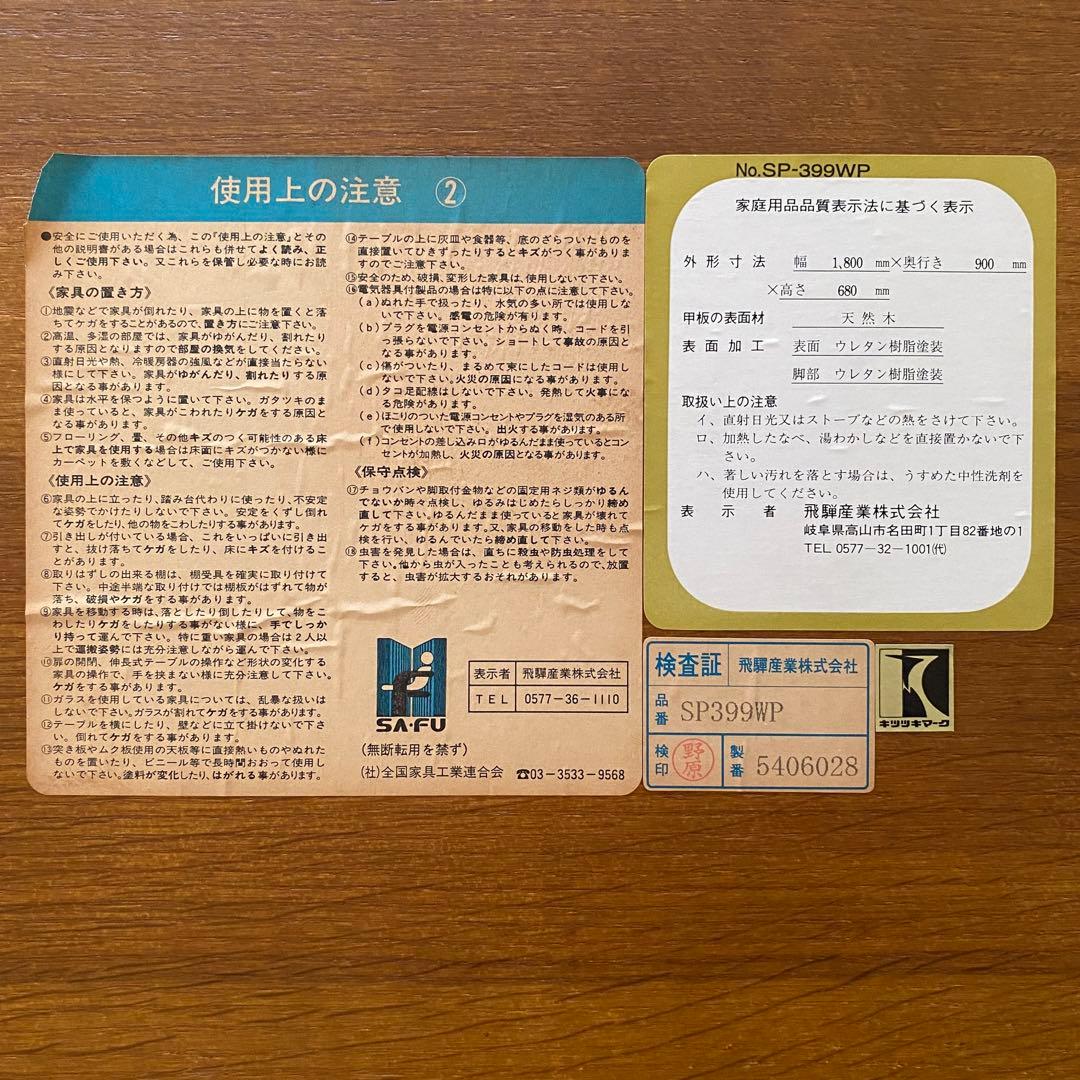 使用上の注意 ②
●安全にご使用いただく為、この「使用上の注意」とその
他の説明書がある場合はこれらも併せてよく読み、正
しくご使用下さい。又これらを保管し必要な時にお読
み下さい。
《家具の置き方》
①地震などで家具が倒れたり、家具の上に物を置くと落
ちてケガをすることがあるので、置き方にご注意下さい。
②高温、多湿の部屋では、家具がゆがんだり、割れたり
する原因となりますので部屋の換気をしてください。
③直射日光や熱、冷暖房器の強風などが直接当たらない
様にして下さい。家具がゆがんだり、割れたりする原
因となる事があります。
④家具は水平を保つように置いて下さい。ガタツキのま
ま使っていると、家具がこわれたりケガをする原因と
なる事があります。
⑤フローリング、畳、その他キズのつく可能性のある床
上で家具を使用する場合は床面にキズがつかない様に
カーペットを敷くなどして、ご使用下さい。
《使用上の注意》
⑥家具の上に立ったり、踏み台代わりに使ったり、不安定
な姿勢でかけたりしないで下さい。安定をくずし倒れ
てケガをしたり、他の物をこわしたりする事があります。
⑦引き出しが付いている場合、これをいっぱいに引き出
すと、抜け落ちてケガをしたり、床にキズを付けるこ
とがあります。
⑧取りはずしの出来る棚は、棚受具を確実に取り付けて
下さい。中途半端な取り付けでは棚板がはずれて物が
落ち、破損やケガをする事があります。
⑨家具を移動する時は、落としたり倒したりして、物をこ
わしたりケガをしたりする事がない様に、手でしっか
り持って運んで下さい。特に重い家具の場合は2人以上
で運搬姿勢には充分注意しながら運んで下さい。
⑩扉の開閉、伸長式テーブルの操作など形状の変化する
家具の操作で、手を挟まない様に充分注意して下さい。
ケガをする事があります。
⑪ガラスを使用している家具については、乱暴な扱いは
しないで下さい。ガラスが割れてケガをする事があります。
⑫テーブルを横にしたり、壁などに立て掛けないで下さ
い。倒れてケガをする事があります。
⑬突き板やムク板使用の天板等に直接熱いものやぬれた
ものを置いたり、ビニール等で長時間おおって使用し
ないで下さい。塗料が変化したり、はがれる事があります。
⑭テーブルの上に灰皿や食器等、底のざらついたものを
直接置いてひきずったりするとキズがつく事がありま
すのでご注意下さい。
⑮安全のため、破損、変形した家具は、使用しないで下さい。
⑯電気器具付製品の場合は特に以下の点に注意して下さい。
(a)ぬれた手で扱ったり、水気の多い所では使用しな
いで下さい。感電の危険が有ります。
(b)プラグを電源コンセントからぬく時、コードを引
っ張らないで下さい。ショートして事故の原因と
なる事があります。
(c)傷がついたり、まるめて束にしたコードは使用し
ないで下さい。火災の原因になる事があります。
(d)タコ足配線はしないで下さい。発熱して火事にな
る危険があります。
(e)ほこりのついた電源コンセントやプラグを湿気のある所
で使用しないで下さい。出火する事があります。
(f)コンセントの差し込み口がゆるんだまま使っているとコン
セントが加熱し、火災の原因となる事があります。
《保守点検》
⑰チョウバンや脚取付金物などの固定用ネジ類がゆるん
でないか時々点検し、ゆるみはじめたらしっかり締め
直して下さい。ゆるんだまま使っていると家具が壊れて
ケガをする事があります。又、家具の移動をした時も点
検を行い、ゆるんでいたら締め直して下さい。
⑱虫害を発見した場合は、直ちに殺虫や防虫処理をして
下さい。他から虫が入ったことも考えられるので、放置
すると、虫害が拡大するおそれがあります。
SA・FU
表示者 飛騨産業株式会社
TEL 0577-36-1110
(無断転用を禁ず)
(社)全国家具工業連合会 ☎03-3533-9568
No.SP-399WP
家庭用品品質表示法に基づく表示
外形寸法 幅 1,800 mm×奥行き 900 mm
×高さ 680 mm
甲板の表面材 天然木
表面加工 表面 ウレタン樹脂塗装
脚部 ウレタン樹脂塗装
取扱い上の注意
イ、直射日光又はストーブなどの熱をさけて下さい。
ロ、加熱したなべ、湯わかしなどを直接置かないで下
さい。
ハ、著しい汚れを落とす場合は、うすめた中性洗剤を
使用してください。
表示者 飛騨産業株式会社
岐阜県高山市名田町1丁目82番地の1
TEL 0577-32-1001(代)
検査証 飛騨産業株式会社
品番 SP399WP
検印 野原 製番 5406028
キツツキマーク